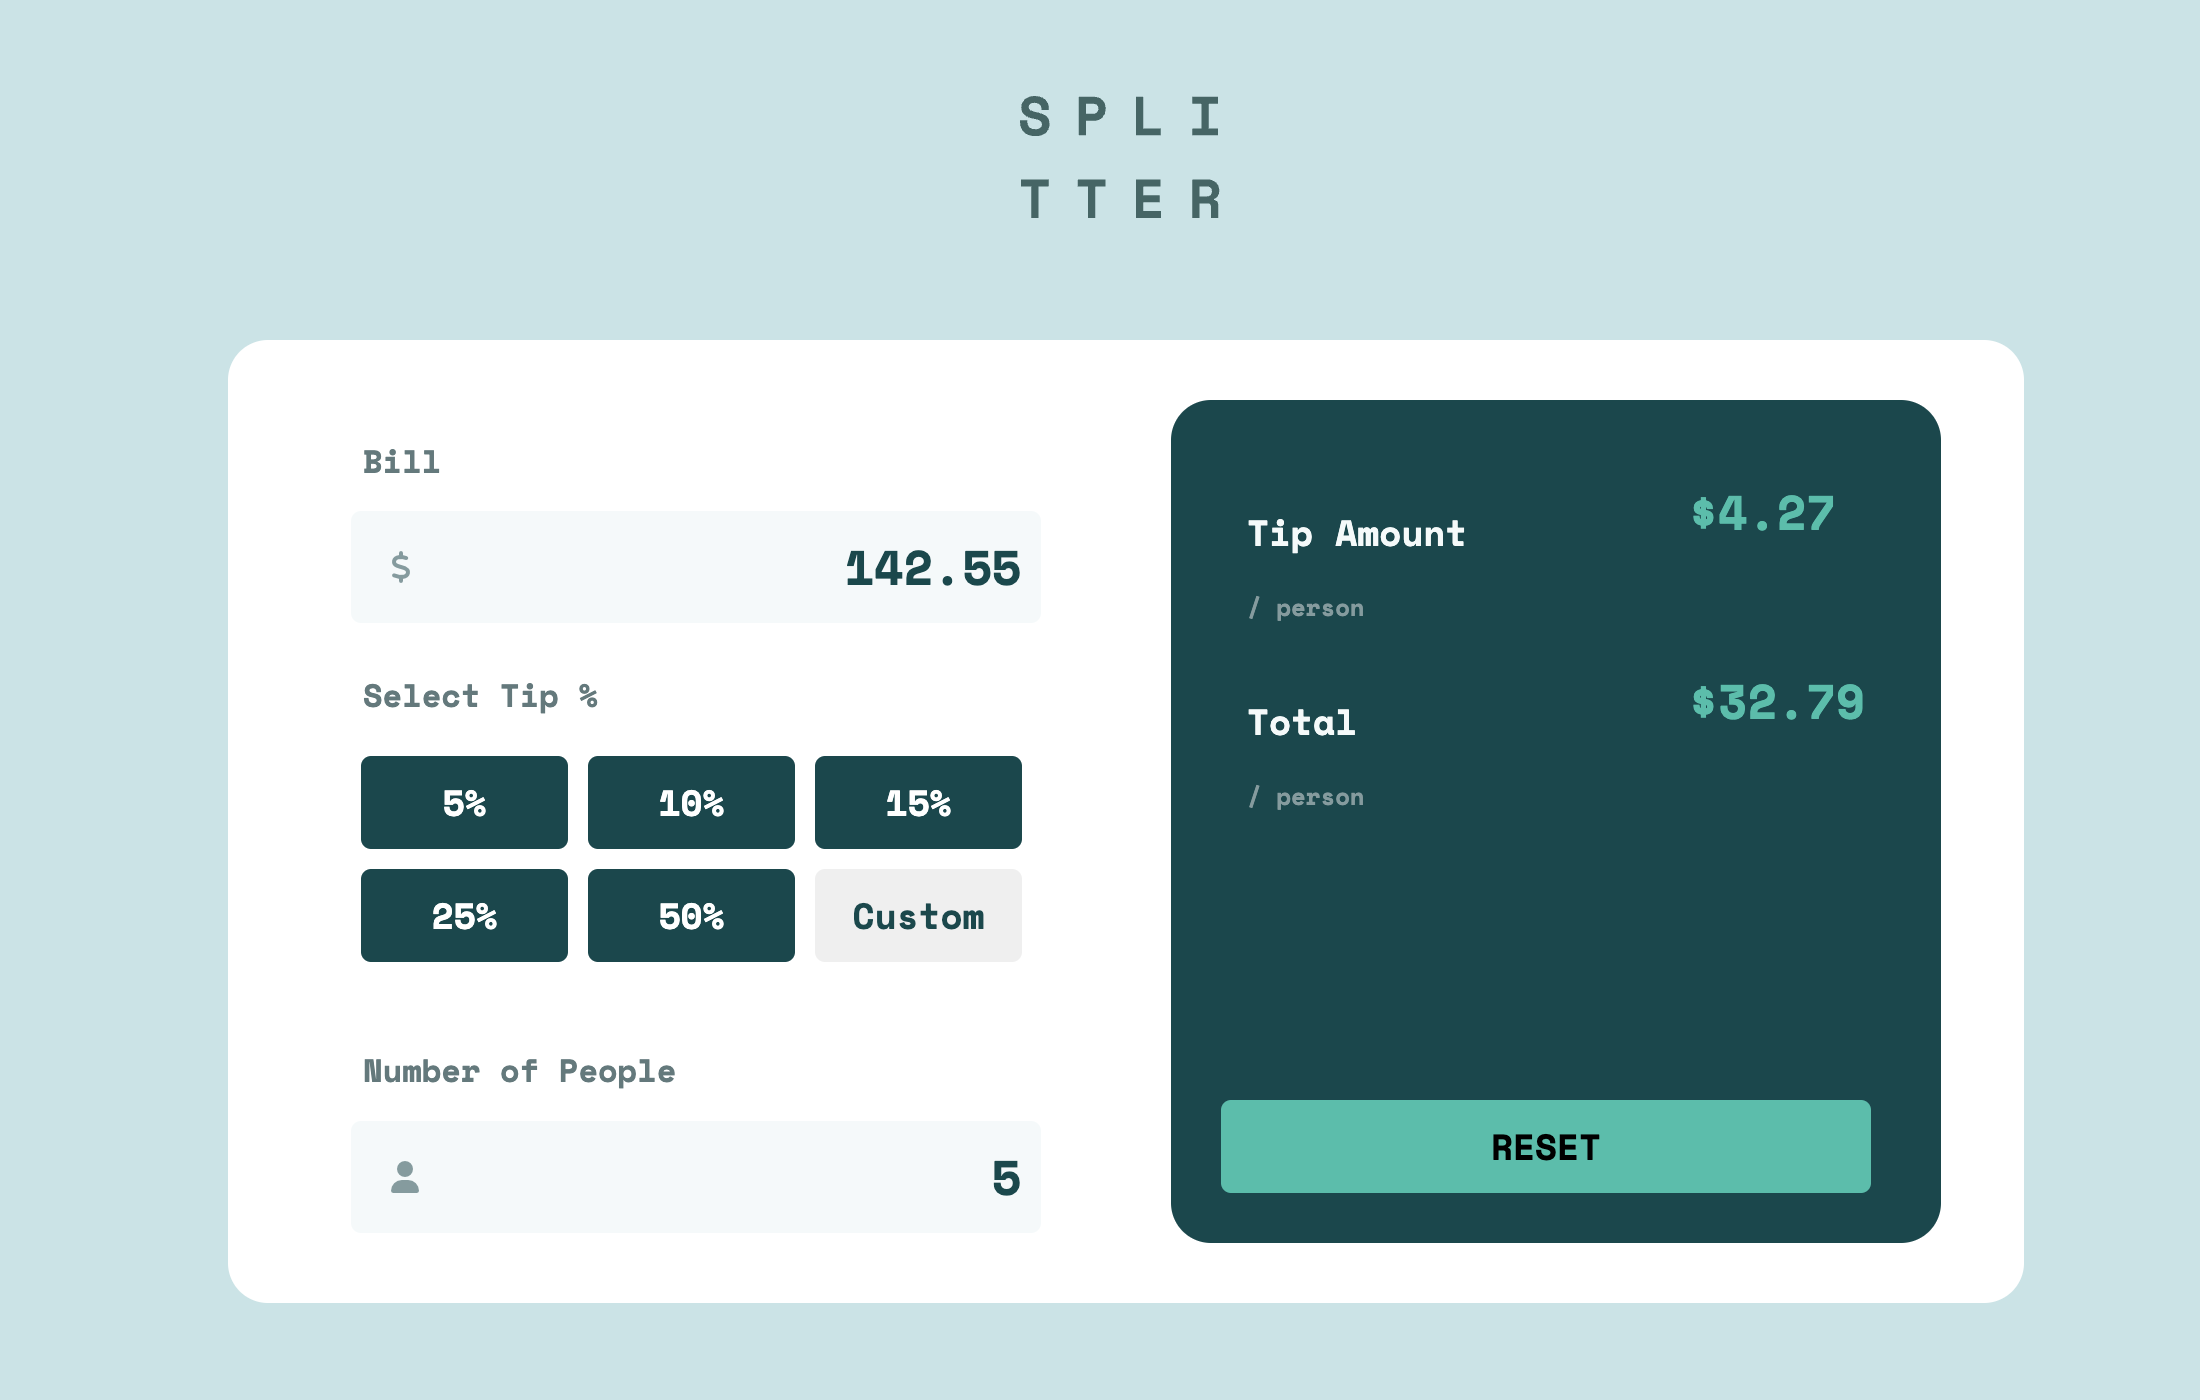 S P L I
T T E R
Bill
$ 142.55
Select Tip %
5% 10% 15%
25% 50% Custom
Number of People
5
Tip Amount $4.27
/ person
Total $32.79
/ person
RESET